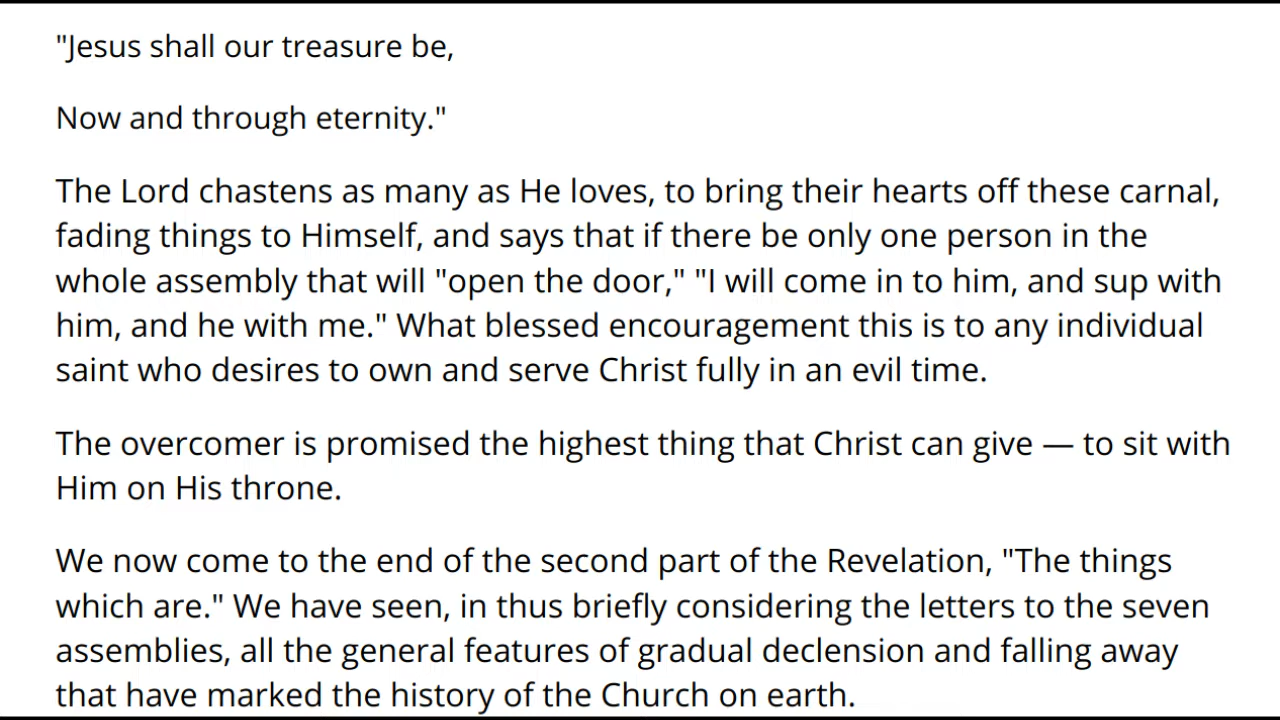 "Jesus shall our treasure be,
Now and through eternity."
The Lord chastens as many as He loves, to bring their hearts off these carnal,
fading things to Himself, and says that if there be only one person in the
whole assembly that will "open the door," "I will come in to him, and sup with
him, and he with me." What blessed encouragement this is to any individual
saint who desires to own and serve Christ fully in an evil time.
The overcomer is promised the highest thing that Christ can give — to sit with
Him on His throne.
We now come to the end of the second part of the Revelation, "The things
which are." We have seen, in thus briefly considering the letters to the seven
assemblies, all the general features of gradual declension and falling away
that have marked the history of the Church on earth.